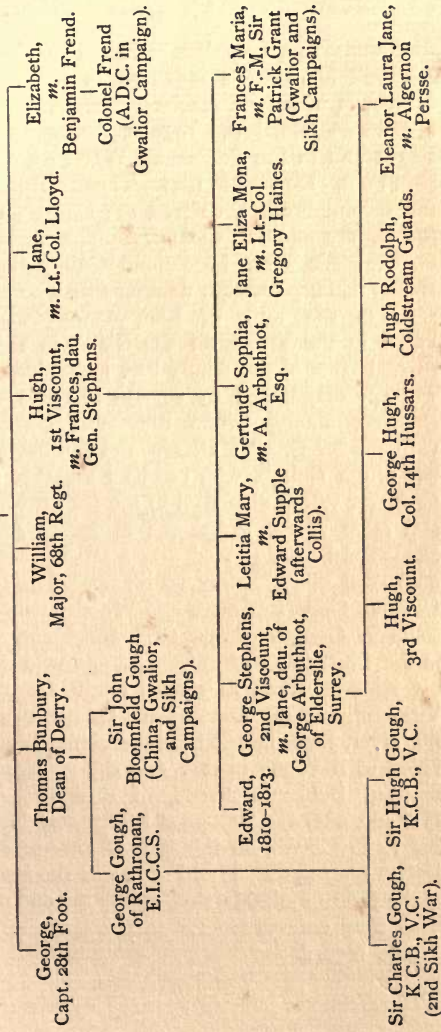 George,
Capt. 28th Foot.
Thomas Bunbury,
Dean of Derry.
William,
Major, 68th Regt.
Hugh,
1st Viscount,
m. Frances, dau.
Gen. Stephens.
Jane,
m. Lt.-Col. Lloyd.
Elizabeth,
m.
Benjamin Frend.
Colonel Frend
(A.D.C. in
Gwalior Campaign).
George Gough,
of Rathronan,
E.I.C.C.S.
Sir John
Bloomfield Gough
(China, Gwalior,
and Sikh
Campaigns).
Edward,
1810-1813.
George Stephens,
2nd Viscount,
m. Jane, dau. of
George Arbuthnot,
of Elderslie,
Surrey.
Letitia Mary,
m.
Edward Supple
(afterwards
Collis).
Gertrude Sophia,
m. A. Arbuthnot,
Esq.
Jane Eliza Mona,
m. Lt.-Col.
Gregory Haines.
Frances Maria,
m. F.-M. Sir
Patrick Grant
(Gwalior and
Sikh Campaigns).
Sir Charles Gough,
K.C.B., V.C.
(2nd Sikh War).
Sir Hugh Gough,
K.C.B., V.C.
Hugh,
3rd Viscount.
George Hugh,
Col. 14th Hussars.
Hugh Rodolph,
Coldstream Guards.
Eleanor Laura Jane,
m. Algernon
Persse.